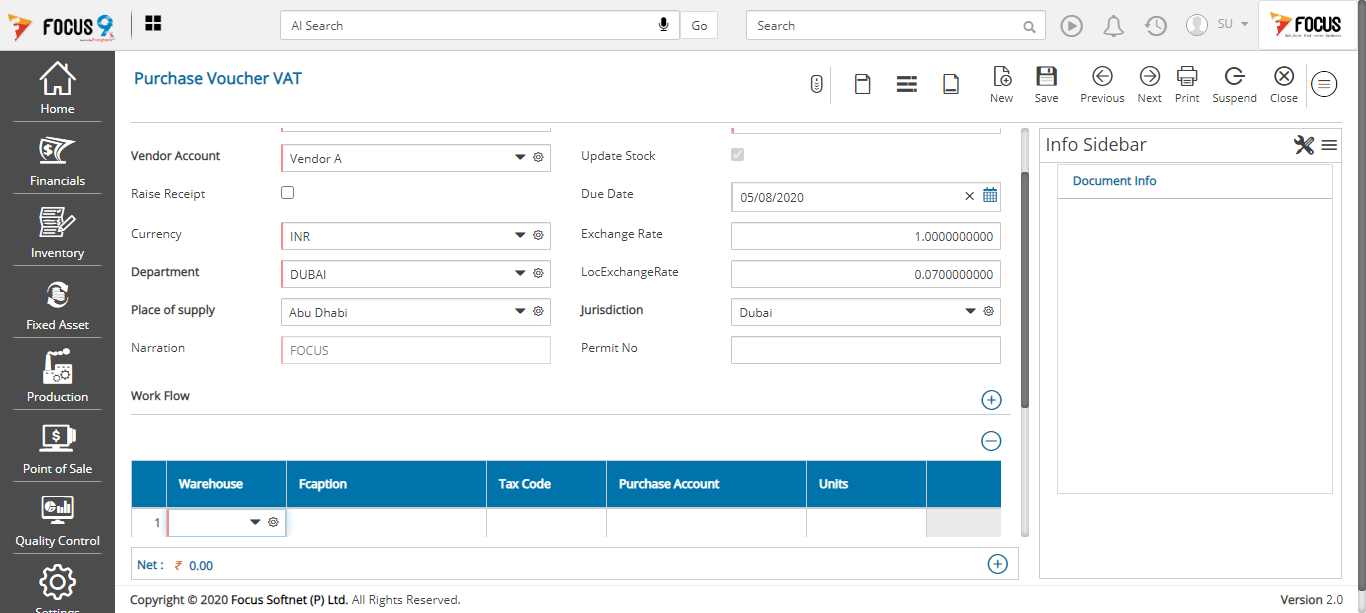 FOCUS 9
AI Search
Go
Search
SU
FOCUS
Home
Financials
Inventory
Fixed Asset
Production
Point of Sale
Quality Control
Settings
Purchase Voucher VAT
New
Save
Previous
Next
Print
Suspend
Close
Vendor Account
Vendor A
Update Stock
Raise Receipt
Due Date
05/08/2020
Currency
INR
Exchange Rate
1.0000000000
Department
DUBAI
LocExchangeRate
0.0700000000
Place of supply
Abu Dhabi
Jurisdiction
Dubai
Narration
FOCUS
Permit No
Work Flow
Warehouse
Fcaption
Tax Code
Purchase Account
Units
1
Net : ₹ 0.00
Info Sidebar
Document Info
Copyright © 2020 Focus Softnet (P) Ltd. All Rights Reserved.
Version 2.0